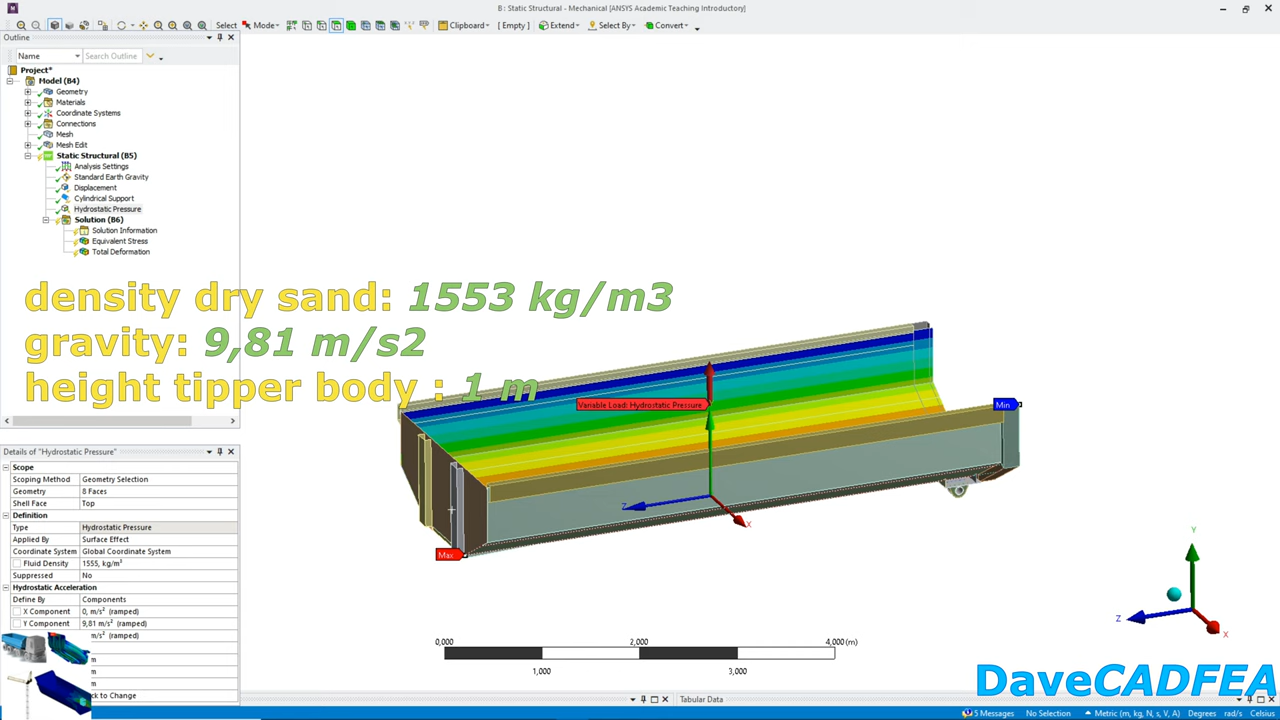 B : Static Structural - Mechanical [ANSYS Academic Teaching Introductory]
Select Mode Clipboard [ Empty ] Extend Select By Convert
Outline
Name Search Outline
Project*
Model (B4)
Geometry
Materials
Coordinate Systems
Connections
Mesh
Mesh Edit
Static Structural (B5)
Analysis Settings
Standard Earth Gravity
Displacement
Cylindrical Support
Hydrostatic Pressure
Solution (B6)
Solution Information
Equivalent Stress
Total Deformation
density dry sand: 1553 kg/m3
gravity: 9,81 m/s2
height tipper body : 1 m
Variable Load: Hydrostatic Pressure
Min
Max
Z
X
Details of "Hydrostatic Pressure"
Scope
Scoping Method Geometry Selection
Geometry 8 Faces
Shell Face Top
Definition
Type Hydrostatic Pressure
Applied By Surface Effect
Coordinate System Global Coordinate System
Fluid Density 1555, kg/m³
Suppressed No
Hydrostatic Acceleration
Define By Components
X Component 0, m/s² (ramped)
Y Component 9,81 m/s² (ramped)
m/s² (ramped)
m
m
m
ck to Change
Y
Z
X
0,000 2,000 4,000 (m)
1,000 3,000
DaveCADFEA
Tabular Data
5 Messages No Selection Metric (m, kg, N, s, V, A) Degrees rad/s Celsius